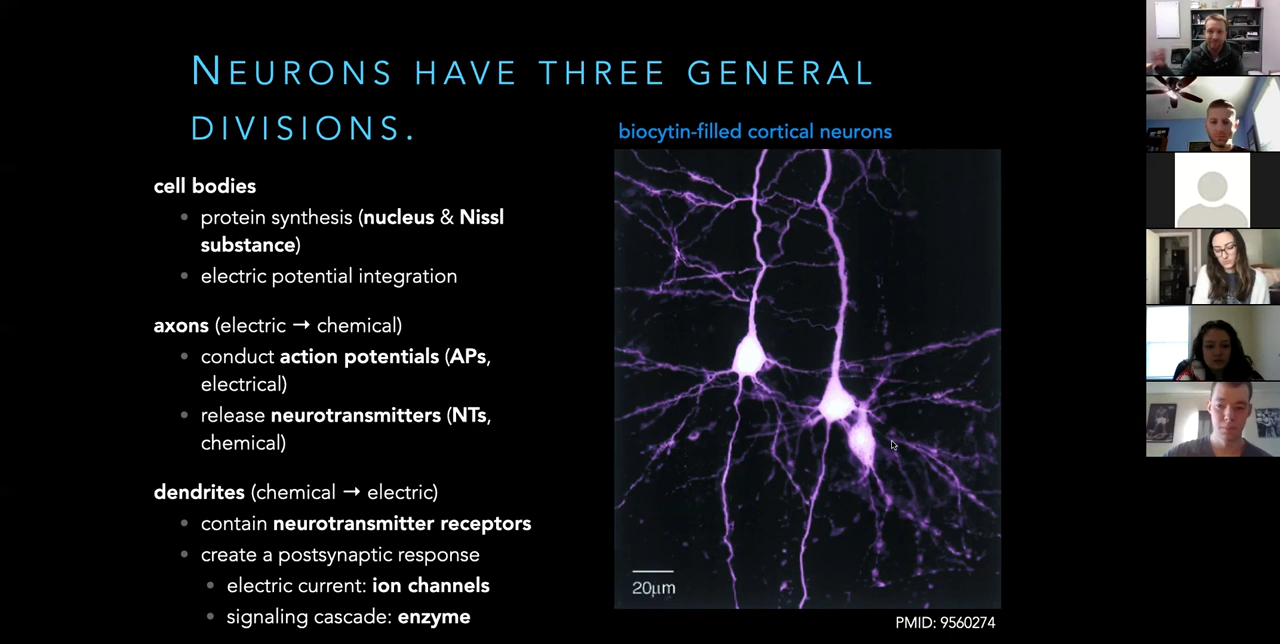 NEURONS HAVE THREE GENERAL
DIVISIONS.
biocytin-filled cortical neurons
cell bodies
• protein synthesis (nucleus & Nissl
substance)
• electric potential integration
axons (electric → chemical)
• conduct action potentials (APs,
electrical)
• release neurotransmitters (NTs,
chemical)
dendrites (chemical → electric)
• contain neurotransmitter receptors
• create a postsynaptic response
• electric current: ion channels
• signaling cascade: enzyme
20μm
PMID: 9560274